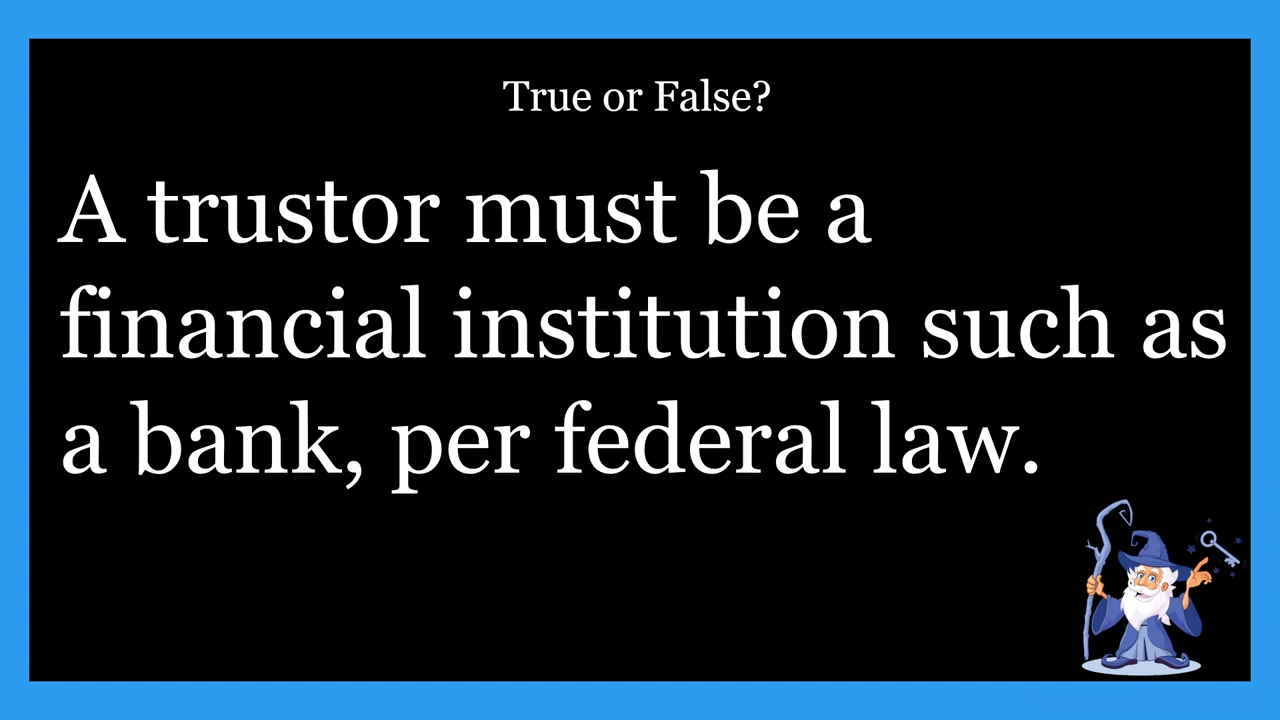 True or False?
A trustor must be a
financial institution such as
a bank, per federal law.